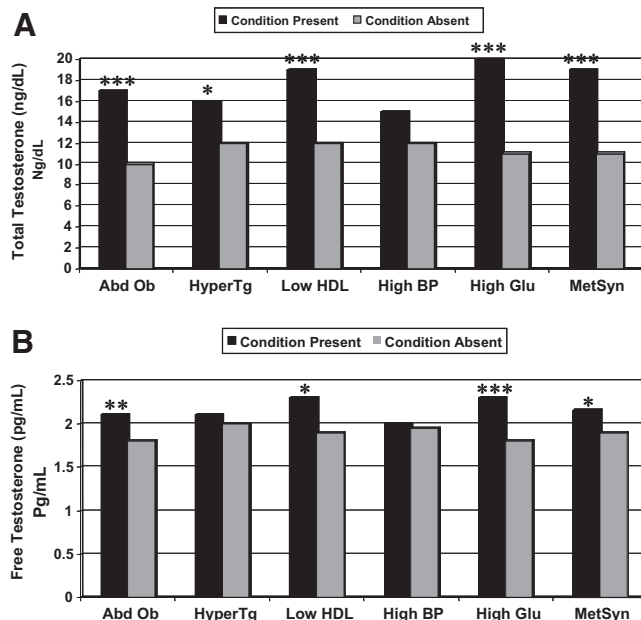 A
Condition Present Condition Absent
Total Testosterone (ng/dL)
Ng/dL
20
18
16
14
12
10
8
6
4
2
0
*** * *** *** ***
Abd Ob HyperTg Low HDL High BP High Glu MetSyn
B
Condition Present Condition Absent
Free Testosterone (pg/mL)
Pg/mL
2.5
2
1.5
1
0.5
0
** * *** *
Abd Ob HyperTg Low HDL High BP High Glu MetSyn